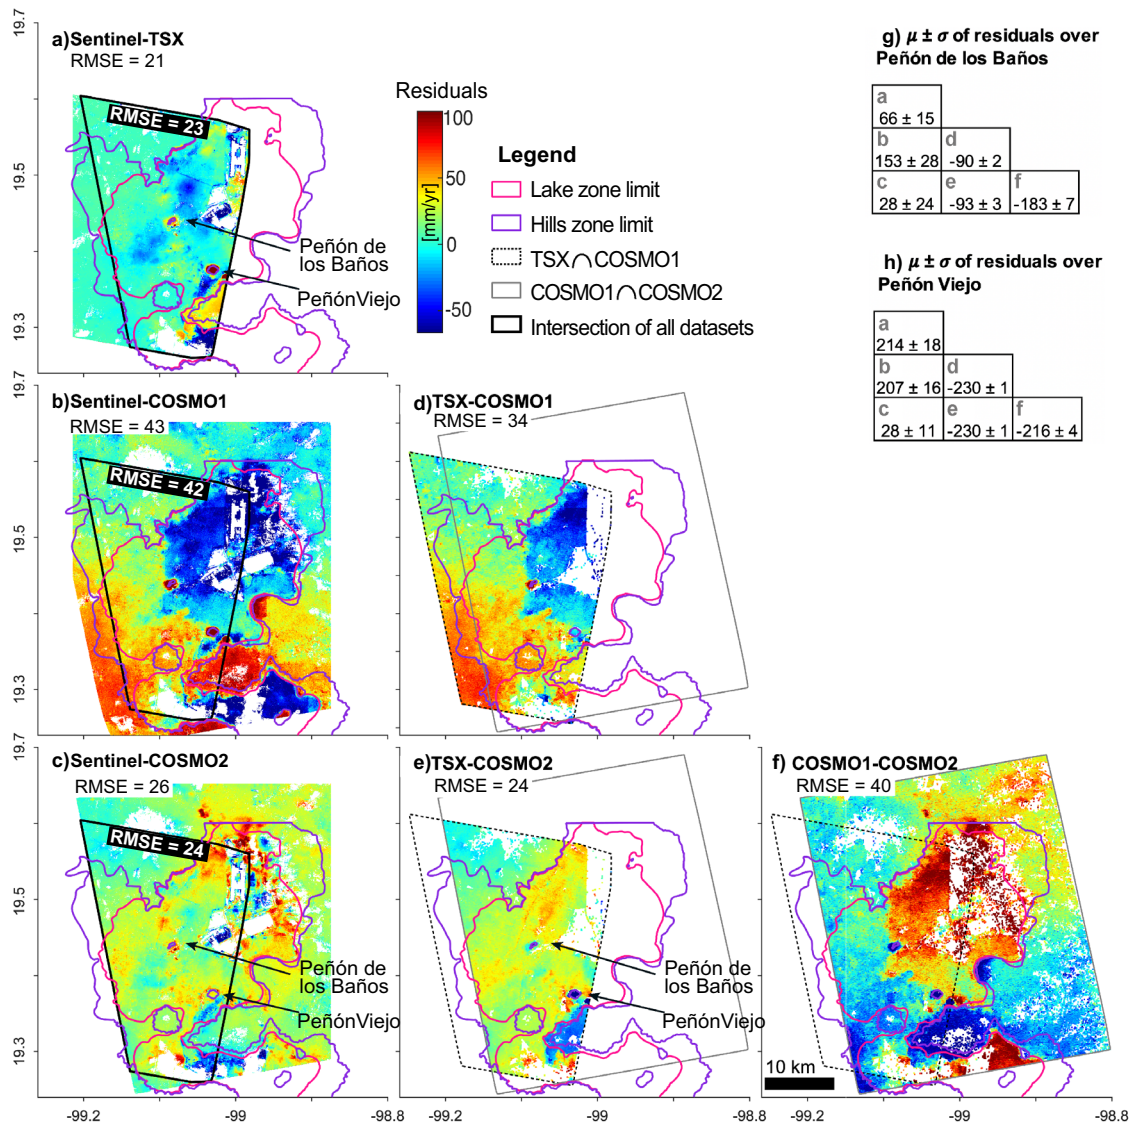 19.7
a)Sentinel-TSX
RMSE = 21
RMSE = 23
19.5
19.3
Peñón de
los Baños
PeñónViejo
Residuals
100
50
0
-50
[mm/yr]
Legend
Lake zone limit
Hills zone limit
TSX∩COSMO1
COSMO1∩COSMO2
Intersection of all datasets
g) μ ± σ of residuals over
Peñón de los Baños
a
66 ± 15
b d
153 ± 28 -90 ± 2
c e f
28 ± 24 -93 ± 3 -183 ± 7
h) μ ± σ of residuals over
Peñón Viejo
a
214 ± 18
b d
207 ± 16 -230 ± 1
c e f
28 ± 11 -230 ± 1 -216 ± 4
19.7
b)Sentinel-COSMO1
RMSE = 43
RMSE = 42
19.5
19.3
d)TSX-COSMO1
RMSE = 34
19.7
c)Sentinel-COSMO2
RMSE = 26
RMSE = 24
19.5
19.3
Peñón de
los Baños
PeñónViejo
-99.2 -99 -98.8
e)TSX-COSMO2
RMSE = 24
Peñón de
los Baños
PeñónViejo
-99.2 -99 -98.8
f) COSMO1-COSMO2
RMSE = 40
10 km
-99.2 -99 -98.8